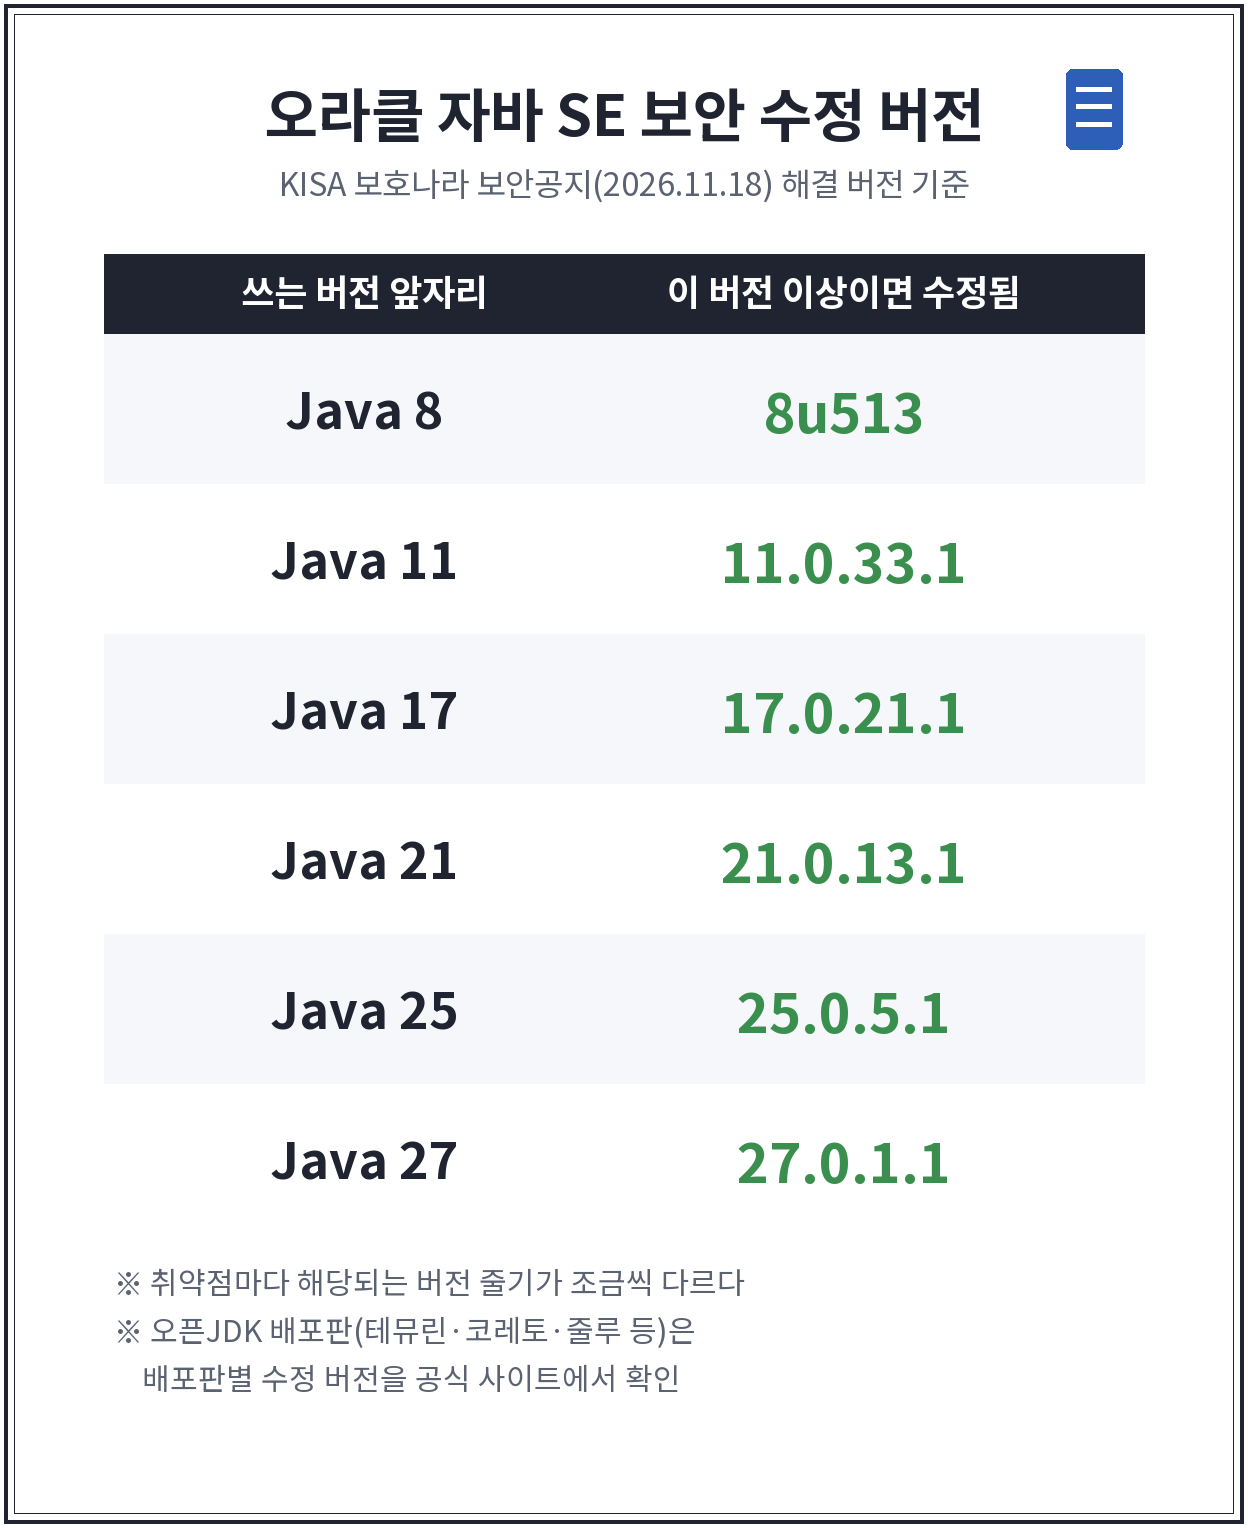 오라클 자바 SE 보안 수정 버전
KISA 보호나라 보안공지(2026.11.18) 해결 버전 기준
쓰는 버전 앞자리 이 버전 이상이면 수정됨
Java 8 8u513
Java 11 11.0.33.1
Java 17 17.0.21.1
Java 21 21.0.13.1
Java 25 25.0.5.1
Java 27 27.0.1.1
※ 취약점마다 해당되는 버전 줄기가 조금씩 다르다
※ 오픈JDK 배포판(테뮤린·코레토·줄루 등)은
배포판별 수정 버전을 공식 사이트에서 확인